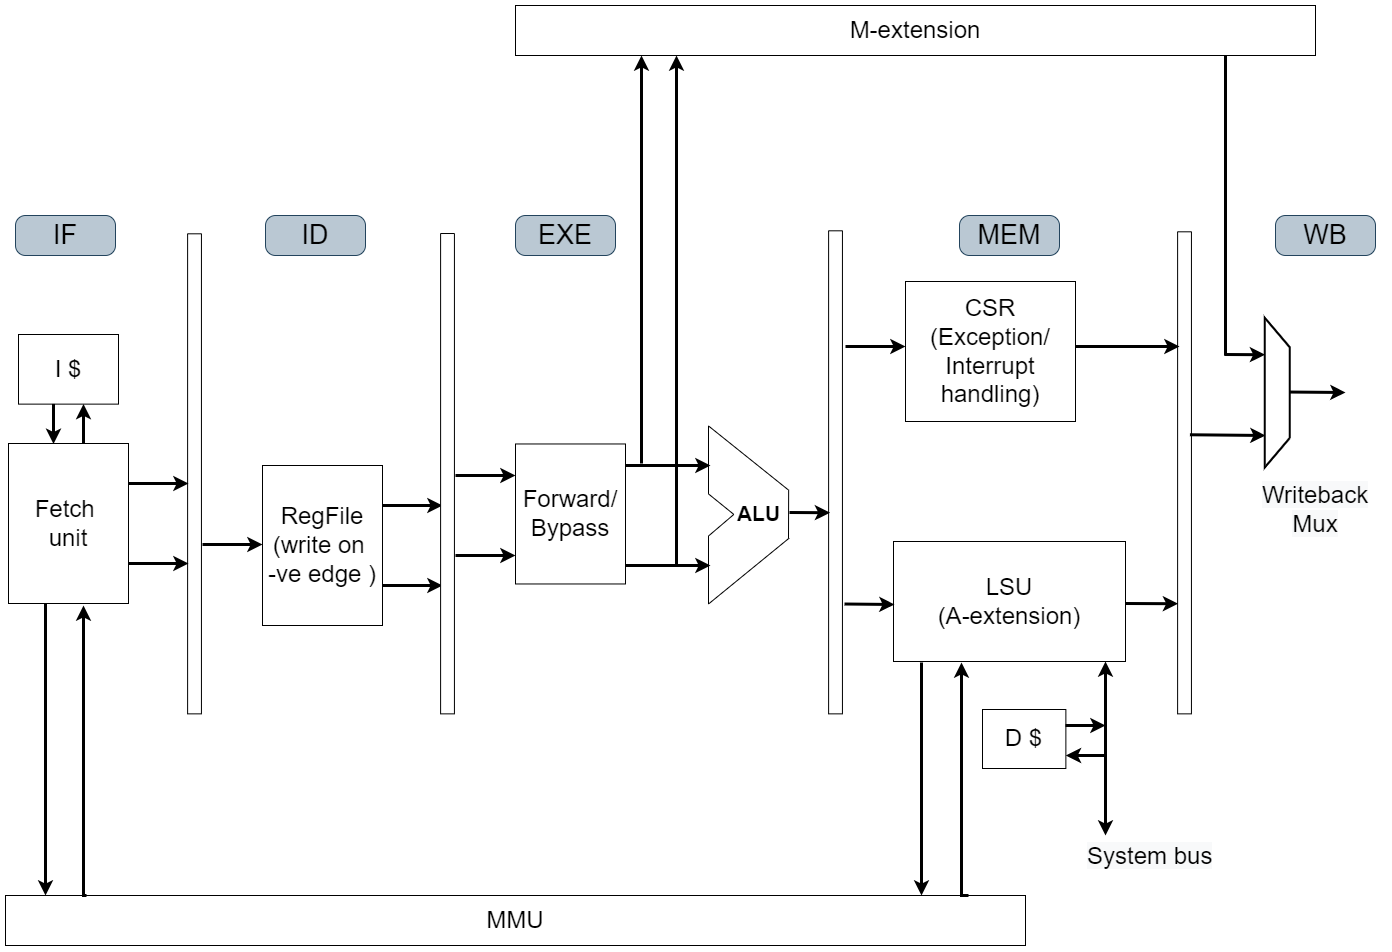 M-extension
IF
ID
EXE
MEM
WB
I $
Fetch
unit
RegFile
(write on
-ve edge )
Forward/
Bypass
ALU
CSR
(Exception/
Interrupt
handling)
LSU
(A-extension)
D $
System bus
Writeback
Mux
MMU